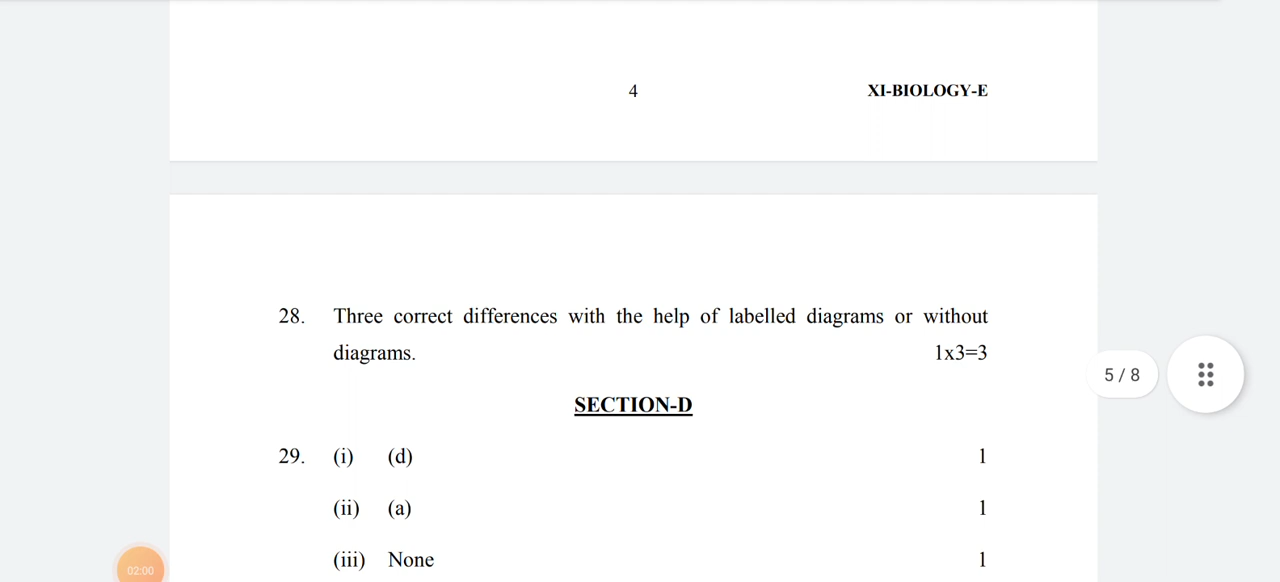 4 XI-BIOLOGY-E
28. Three correct differences with the help of labelled diagrams or without
diagrams. 1x3=3
5 / 8
SECTION-D
29. (i) (d) 1
(ii) (a) 1
(iii) None 1
02:00